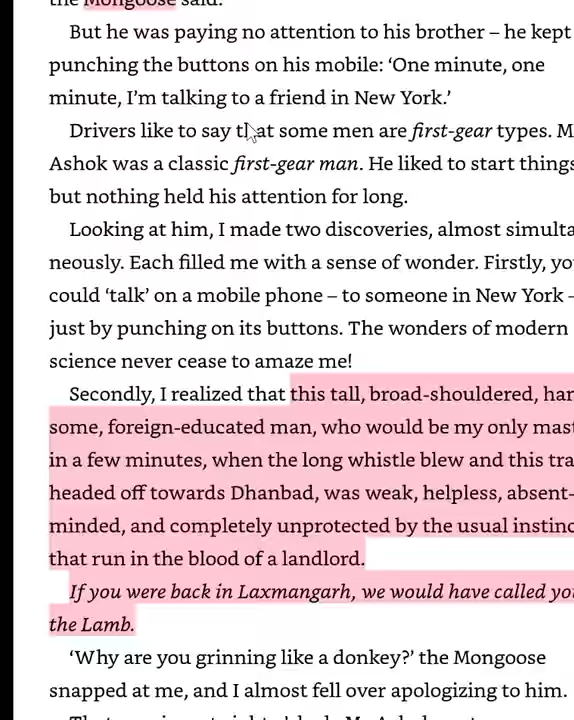 the Mongoose said.
But he was paying no attention to his brother – he kept
punching the buttons on his mobile: ‘One minute, one
minute, I’m talking to a friend in New York.’
Drivers like to say that some men are first-gear types. M
Ashok was a classic first-gear man. He liked to start things
but nothing held his attention for long.
Looking at him, I made two discoveries, almost simulta
neously. Each filled me with a sense of wonder. Firstly, yo
could ‘talk’ on a mobile phone – to someone in New York –
just by punching on its buttons. The wonders of modern
science never cease to amaze me!
Secondly, I realized that this tall, broad-shouldered, han
some, foreign-educated man, who would be my only mast
in a few minutes, when the long whistle blew and this tra
headed off towards Dhanbad, was weak, helpless, absent-
minded, and completely unprotected by the usual instinc
that run in the blood of a landlord.
If you were back in Laxmangarh, we would have called yo
the Lamb.
‘Why are you grinning like a donkey?’ the Mongoose
snapped at me, and I almost fell over apologizing to him.